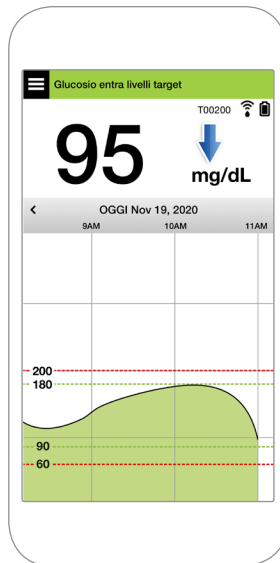 Glucosio entra livelli target
T00200
95
mg/dL
OGGI Nov 19, 2020
9AM 10AM 11AM
200
180
90
60